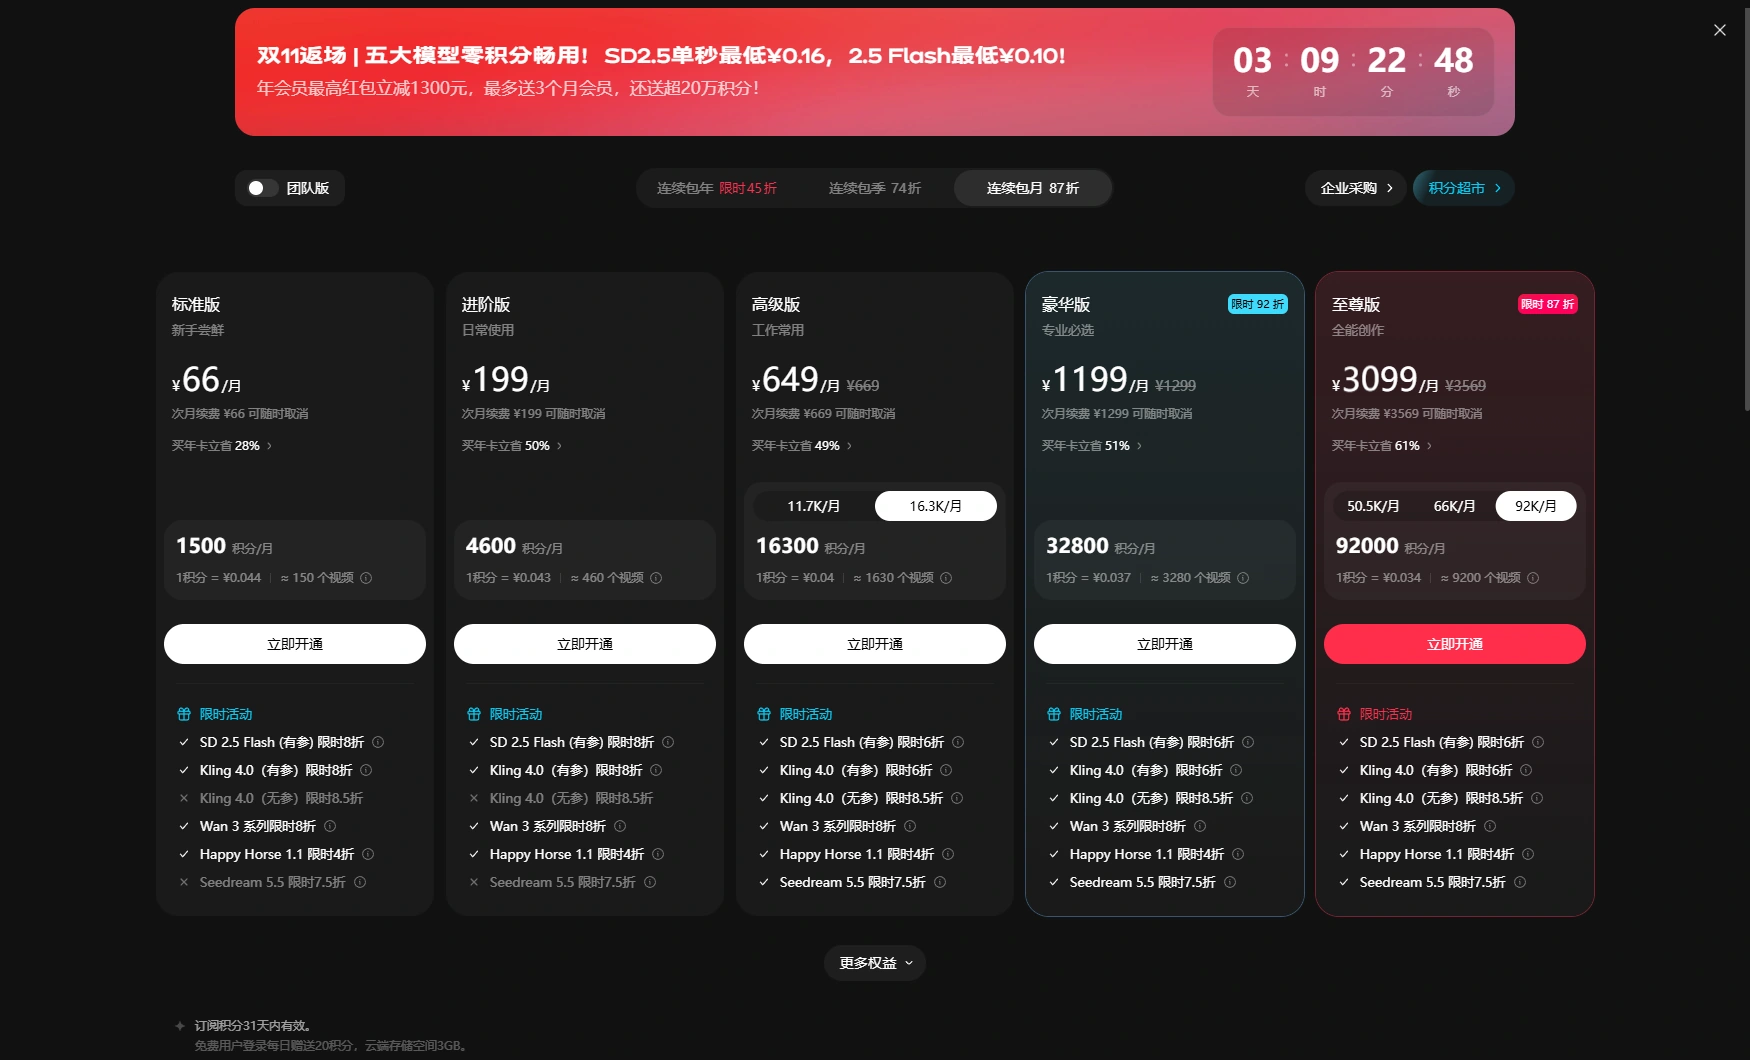 双11返场 | 五大模型零积分畅用！SD2.5单秒最低¥0.16，2.5 Flash最低¥0.10!
年会员最高红包立减1300元，最多送3个月会员，还送超20万积分！
03 : 09 : 22 : 48
天 时 分 秒
团队版
连续包年 限时45折
连续包季 74折
连续包月 87折
企业采购
积分超市
标准版
新手尝鲜
¥66/月
次月续费 ¥66 可随时取消
买年卡立省 28%
1500 积分/月
1积分 = ¥0.044 | ≈ 150 个视频
立即开通
限时活动
SD 2.5 Flash (有参) 限时8折
Kling 4.0（有参）限时8折
Kling 4.0（无参）限时8.5折
Wan 3 系列限时8折
Happy Horse 1.1 限时4折
Seedream 5.5 限时7.5折
进阶版
日常使用
¥199/月
次月续费 ¥199 可随时取消
买年卡立省 50%
4600 积分/月
1积分 = ¥0.043 | ≈ 460 个视频
立即开通
限时活动
SD 2.5 Flash (有参) 限时8折
Kling 4.0（有参）限时8折
Kling 4.0（无参）限时8.5折
Wan 3 系列限时8折
Happy Horse 1.1 限时4折
Seedream 5.5 限时7.5折
高级版
工作常用
¥649/月 ¥669
次月续费 ¥669 可随时取消
买年卡立省 49%
11.7K/月 16.3K/月
16300 积分/月
1积分 = ¥0.04 | ≈ 1630 个视频
立即开通
限时活动
SD 2.5 Flash (有参) 限时6折
Kling 4.0（有参）限时6折
Kling 4.0（无参）限时8.5折
Wan 3 系列限时8折
Happy Horse 1.1 限时4折
Seedream 5.5 限时7.5折
豪华版 限时 92 折
专业必选
¥1199/月 ¥1299
次月续费 ¥1299 可随时取消
买年卡立省 51%
32800 积分/月
1积分 = ¥0.037 | ≈ 3280 个视频
立即开通
限时活动
SD 2.5 Flash (有参) 限时6折
Kling 4.0（有参）限时6折
Kling 4.0（无参）限时8.5折
Wan 3 系列限时8折
Happy Horse 1.1 限时4折
Seedream 5.5 限时7.5折
至尊版 限时 87 折
全能创作
¥3099/月 ¥3569
次月续费 ¥3569 可随时取消
买年卡立省 61%
50.5K/月 66K/月 92K/月
92000 积分/月
1积分 = ¥0.034 | ≈ 9200 个视频
立即开通
限时活动
SD 2.5 Flash (有参) 限时6折
Kling 4.0（有参）限时6折
Kling 4.0（无参）限时8.5折
Wan 3 系列限时8折
Happy Horse 1.1 限时4折
Seedream 5.5 限时7.5折
更多权益
订阅积分31天内有效。
免费用户登录每日赠送20积分，云端存储空间3GB。